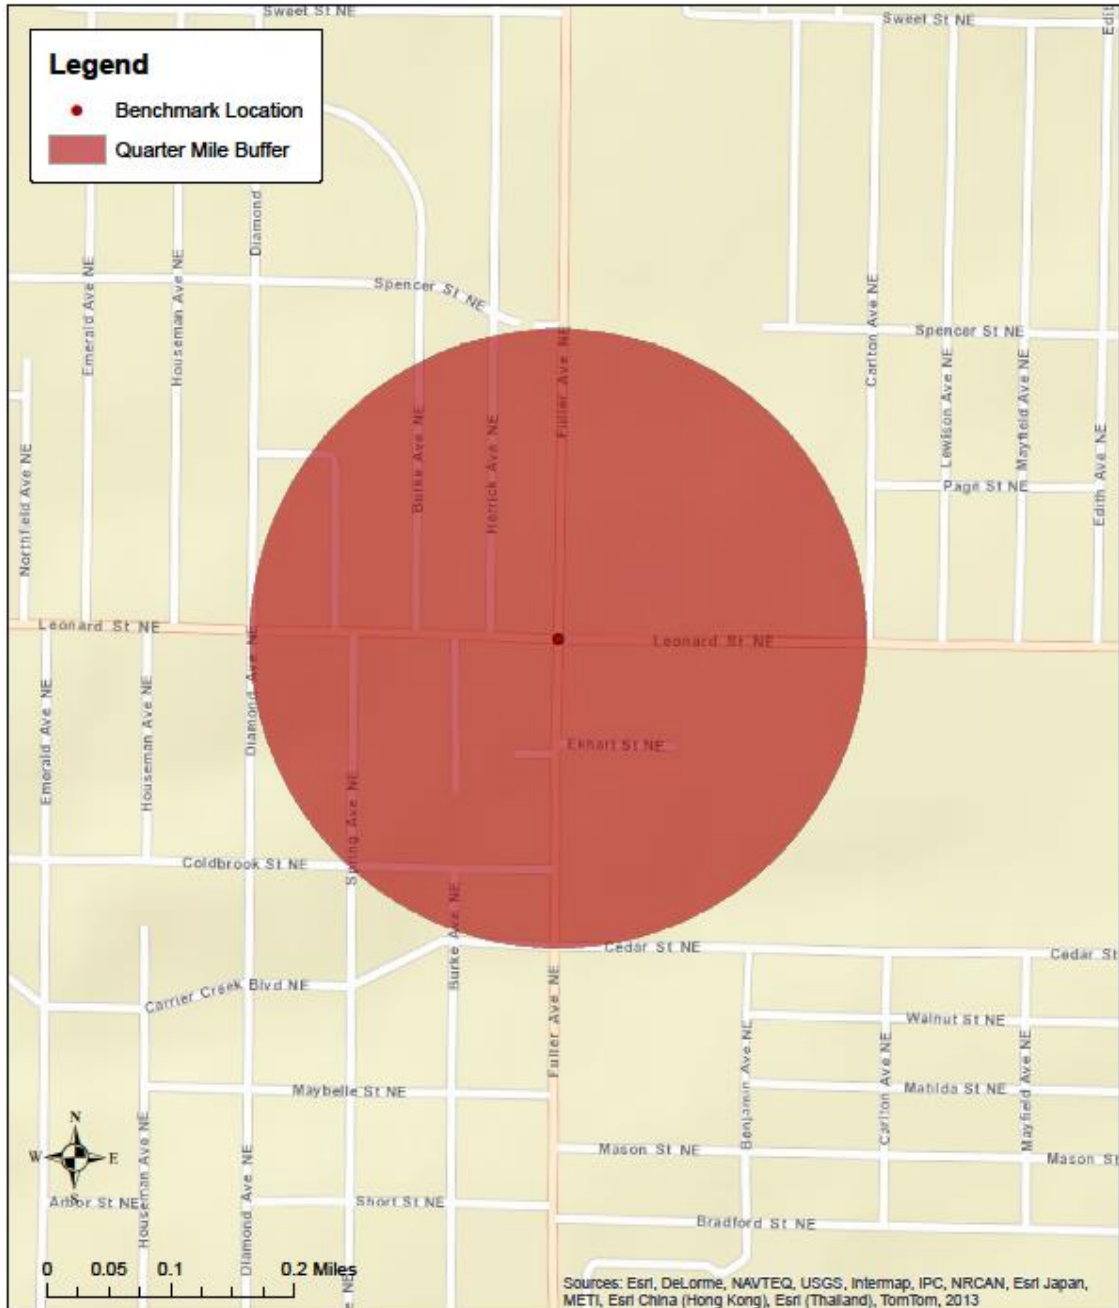 Sweet St NE
Sweet St NE
Edit
Legend
Benchmark Location
Quarter Mile Buffer
Diamond
Emerald Ave NE
Houseman Ave NE
Spencer St NE
Carlton Ave NE
Spencer St NE
Fuller Ave NE
Lewison Ave NE
Mayfield Ave NE
Burke Ave NE
Herrick Ave NE
Edith Ave NE
Northfield Ave NE
Page St NE
Leonard St NE
Leonard St NE
Diamond Ave NE
Emerald Ave NE
Houseman Ave NE
Ekhart St NE
Spring Ave NE
Coldbrook St NE
Burke Ave NE
Cedar St NE
Cedar St
Carrier Creek Blvd NE
Fuller Ave NE
Walnut St NE
Benjamin Ave NE
Carlton Ave NE
Mayfield Ave NE
Maybelle St NE
Matilda St NE
N
W E
S
Houseman Ave NE
Diamond Ave NE
Mason St NE
Mason St
Arbor St NE
Short St NE
Bradford St NE
0 0.05 0.1 0.2 Miles
NE
Sources: Esri, DeLorme, NAVTEQ, USGS, Intermap, IPC, NRCAN, Esri Japan,
METI, Esri China (Hong Kong), Esri (Thailand), TomTom, 2013